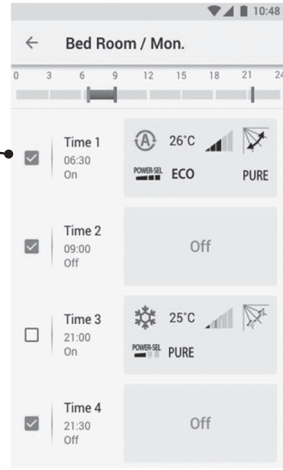 10:48
Bed Room / Mon.
0 3 6 9 12 15 18 21 24
Time 1
06:30
On
A 26°C
POWER-SEL ECO PURE
Time 2
09:00
Off
Off
Time 3
21:00
On
25°C
POWER-SEL PURE
Time 4
21:30
Off
Off